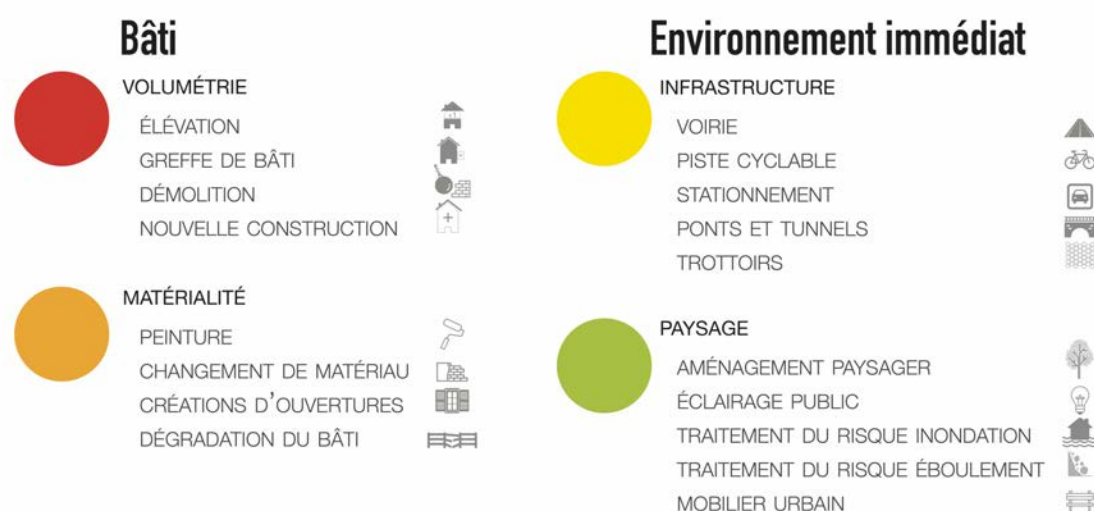 Bâti
VOLUMÉTRIE
ÉLÉVATION
GREFFE DE BÂTI
DÉMOLITION
NOUVELLE CONSTRUCTION
MATÉRIALITÉ
PEINTURE
CHANGEMENT DE MATÉRIAU
CRÉATIONS D'OUVERTURES
DÉGRADATION DU BÂTI
Environnement immédiat
INFRASTRUCTURE
VOIRIE
PISTE CYCLABLE
STATIONNEMENT
PONTS ET TUNNELS
TROTTOIRS
PAYSAGE
AMÉNAGEMENT PAYSAGER
ÉCLAIRAGE PUBLIC
TRAITEMENT DU RISQUE INONDATION
TRAITEMENT DU RISQUE ÉBOULEMENT
MOBILIER URBAIN